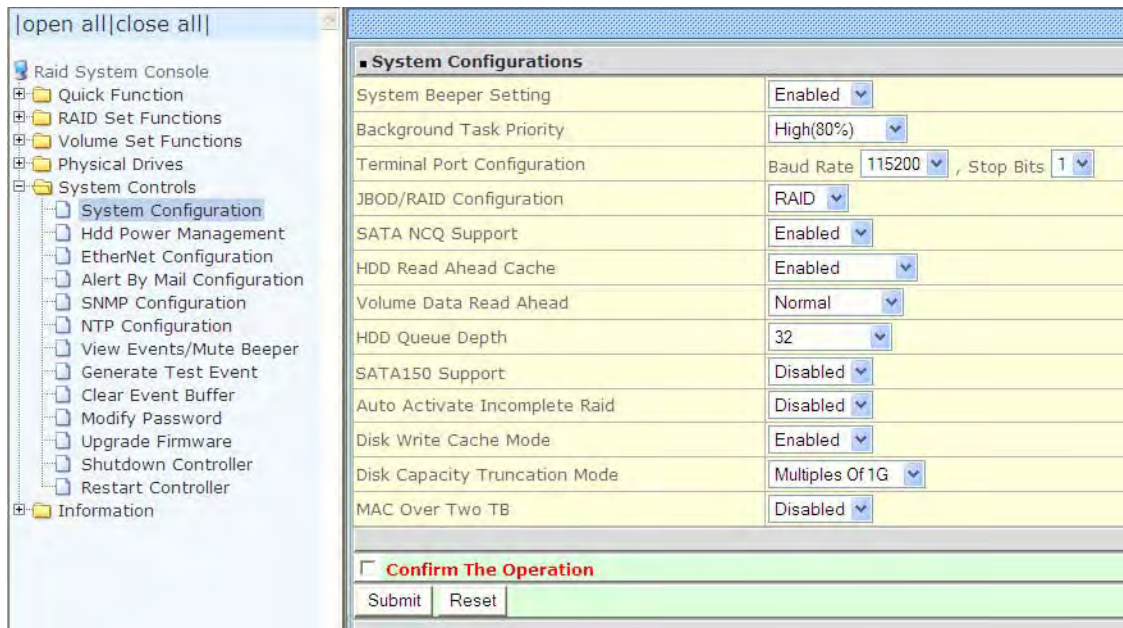 |open all|close all|
Raid System Console
Quick Function
RAID Set Functions
Volume Set Functions
Physical Drives
System Controls
System Configuration
Hdd Power Management
EtherNet Configuration
Alert By Mail Configuration
SNMP Configuration
NTP Configuration
View Events/Mute Beeper
Generate Test Event
Clear Event Buffer
Modify Password
Upgrade Firmware
Shutdown Controller
Restart Controller
Information
System Configurations
System Beeper Setting Enabled
Background Task Priority High(80%)
Terminal Port Configuration Baud Rate 115200 , Stop Bits 1
JBOD/RAID Configuration RAID
SATA NCQ Support Enabled
HDD Read Ahead Cache Enabled
Volume Data Read Ahead Normal
HDD Queue Depth 32
SATA150 Support Disabled
Auto Activate Incomplete Raid Disabled
Disk Write Cache Mode Enabled
Disk Capacity Truncation Mode Multiples Of 1G
MAC Over Two TB Disabled
Confirm The Operation
Submit Reset